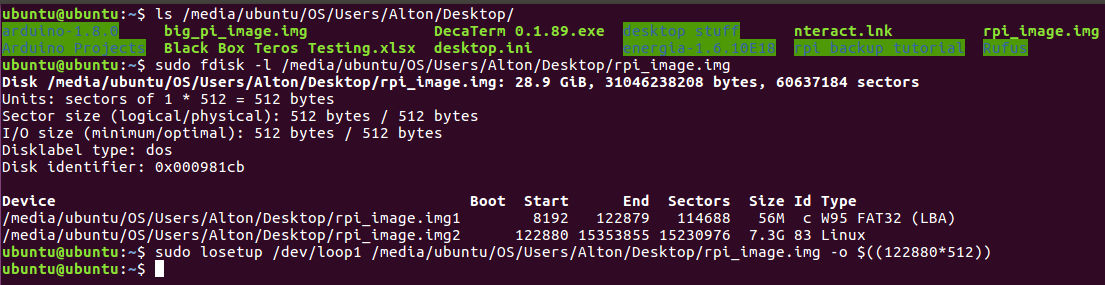 ubuntu@ubuntu:~$ ls /media/ubuntu/OS/Users/Alton/Desktop/
arduino-1.8.0 big_pi_image.img DecaTerm 0.1.89.exe desktop stuff nteract.lnk rpi_image.img
Arduino Projects Black Box Teros Testing.xlsx desktop.ini energia-1.6.10E18 rpi backup tutorial Rufus
ubuntu@ubuntu:~$ sudo fdisk -l /media/ubuntu/OS/Users/Alton/Desktop/rpi_image.img
Disk /media/ubuntu/OS/Users/Alton/Desktop/rpi_image.img: 28.9 GiB, 31046238208 bytes, 60637184 sectors
Units: sectors of 1 * 512 = 512 bytes
Sector size (logical/physical): 512 bytes / 512 bytes
I/O size (minimum/optimal): 512 bytes / 512 bytes
Disklabel type: dos
Disk identifier: 0x000981cb
Device Boot Start End Sectors Size Id Type
/media/ubuntu/OS/Users/Alton/Desktop/rpi_image.img1 8192 122879 114688 56M c W95 FAT32 (LBA)
/media/ubuntu/OS/Users/Alton/Desktop/rpi_image.img2 122880 15353855 15230976 7.3G 83 Linux
ubuntu@ubuntu:~$ sudo losetup /dev/loop1 /media/ubuntu/OS/Users/Alton/Desktop/rpi_image.img -o $((122880*512))
ubuntu@ubuntu:~$